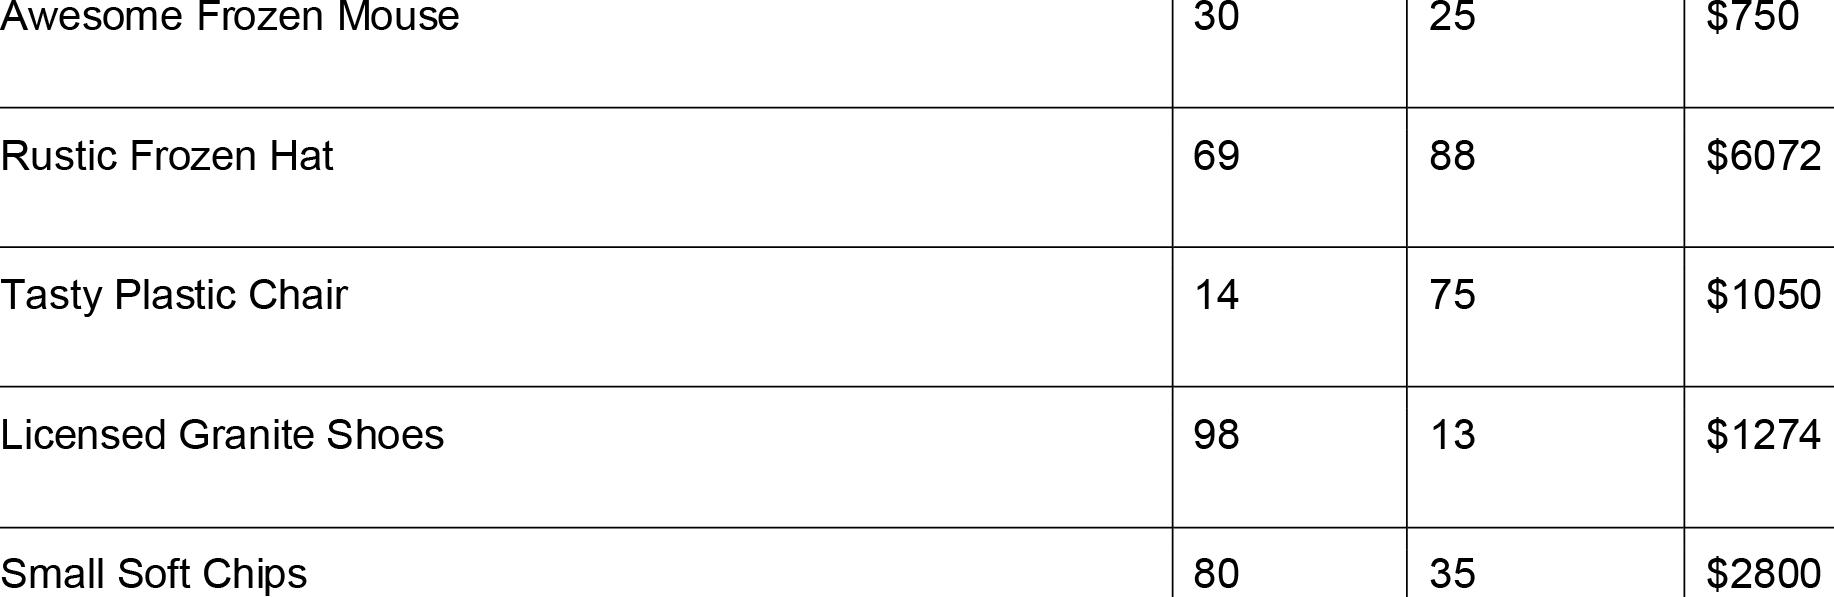 Awesome Frozen Mouse 30 25 $750
Rustic Frozen Hat 69 88 $6072
Tasty Plastic Chair 14 75 $1050
Licensed Granite Shoes 98 13 $1274
Small Soft Chips 80 35 $2800